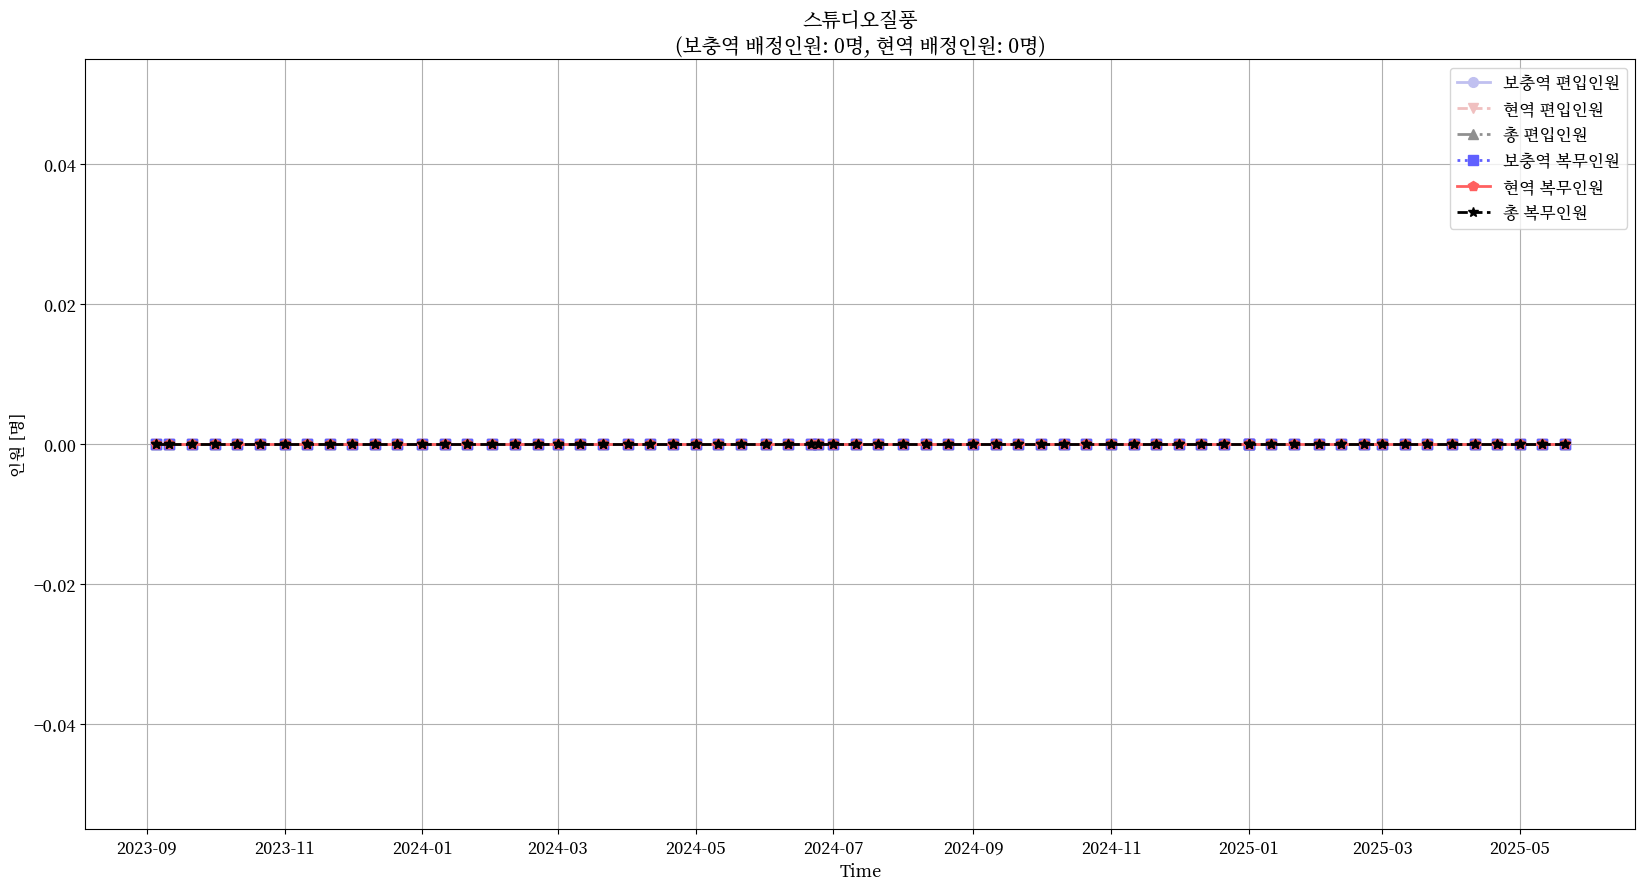 스튜디오질풍
(보충역 배정인원: 0명, 현역 배정인원: 0명)
보충역 편입인원
현역 편입인원
총 편입인원
보충역 복무인원
현역 복무인원
총 복무인원
인원 [명]
0.04
0.02
0.00
−0.02
−0.04
2023-09
2023-11
2024-01
2024-03
2024-05
2024-07
2024-09
2024-11
2025-01
2025-03
2025-05
Time